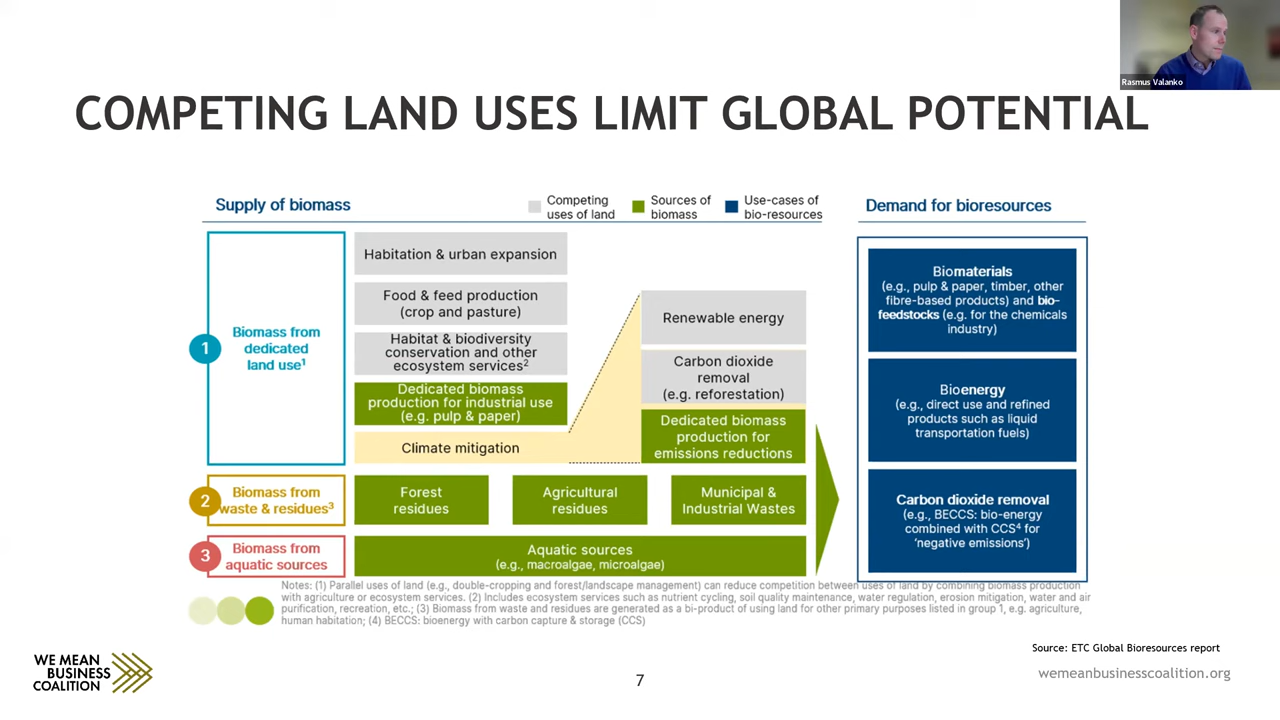 Rasmus Valanko
COMPETING LAND USES LIMIT GLOBAL POTENTIAL
Supply of biomass
Competing
uses of land
Sources of
biomass
Use-cases of
bio-resources
Demand for bioresources
1
Biomass from
dedicated
land use1
Habitation & urban expansion
Food & feed production
(crop and pasture)
Habitat & biodiversity
conservation and other
ecosystem services2
Dedicated biomass
production for industrial use
(e.g. pulp & paper)
Climate mitigation
Renewable energy
Carbon dioxide
removal
(e.g. reforestation)
Dedicated biomass
production for
emissions reductions
2
Biomass from
waste & residues3
Forest
residues
Agricultural
residues
Municipal &
Industrial Wastes
3
Biomass from
aquatic sources
Aquatic sources
(e.g., macroalgae, microalgae)
Biomaterials
(e.g., pulp & paper, timber, other
fibre-based products) and bio-
feedstocks (e.g. for the chemicals
industry)
Bioenergy
(e.g., direct use and refined
products such as liquid
transportation fuels)
Carbon dioxide removal
(e.g., BECCS: bio-energy
combined with CCS4 for
‘negative emissions’)
Notes: (1) Parallel uses of land (e.g., double-cropping and forest/landscape management) can reduce competition between uses of land by combining biomass production
with agriculture or ecosystem services. (2) Includes ecosystem services such as nutrient cycling, soil quality maintenance, water regulation, erosion mitigation, water and air
purification, recreation, etc.; (3) Biomass from waste and residues are generated as a bi-product of using land for other primary purposes listed in group 1, e.g. agriculture,
human habitation; (4) BECCS: bioenergy with carbon capture & storage (CCS)
Source: ETC Global Bioresources report
WE MEAN
BUSINESS
COALITION
7
wemeanbusinesscoalition.org